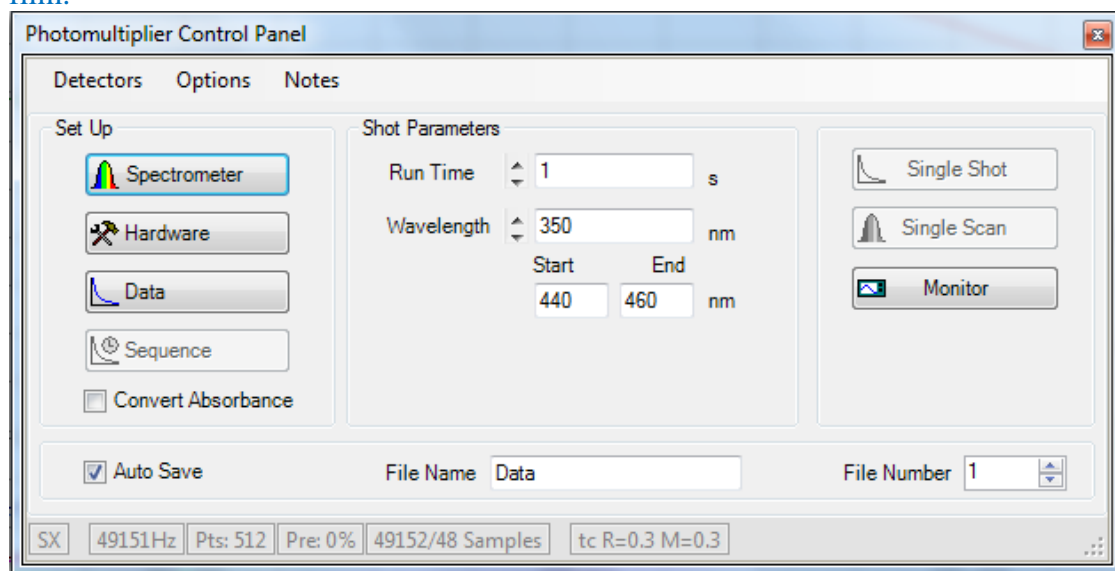 Photomultiplier Control Panel
Detectors Options Notes
Set Up
Spectrometer
Hardware
Data
Sequence
Convert Absorbance
Shot Parameters
Run Time 1 s
Wavelength 350 nm
Start End
440 460 nm
Single Shot
Single Scan
Monitor
Auto Save File Name Data File Number 1
SX 49151Hz Pts: 512 Pre: 0% 49152/48 Samples tc R=0.3 M=0.3